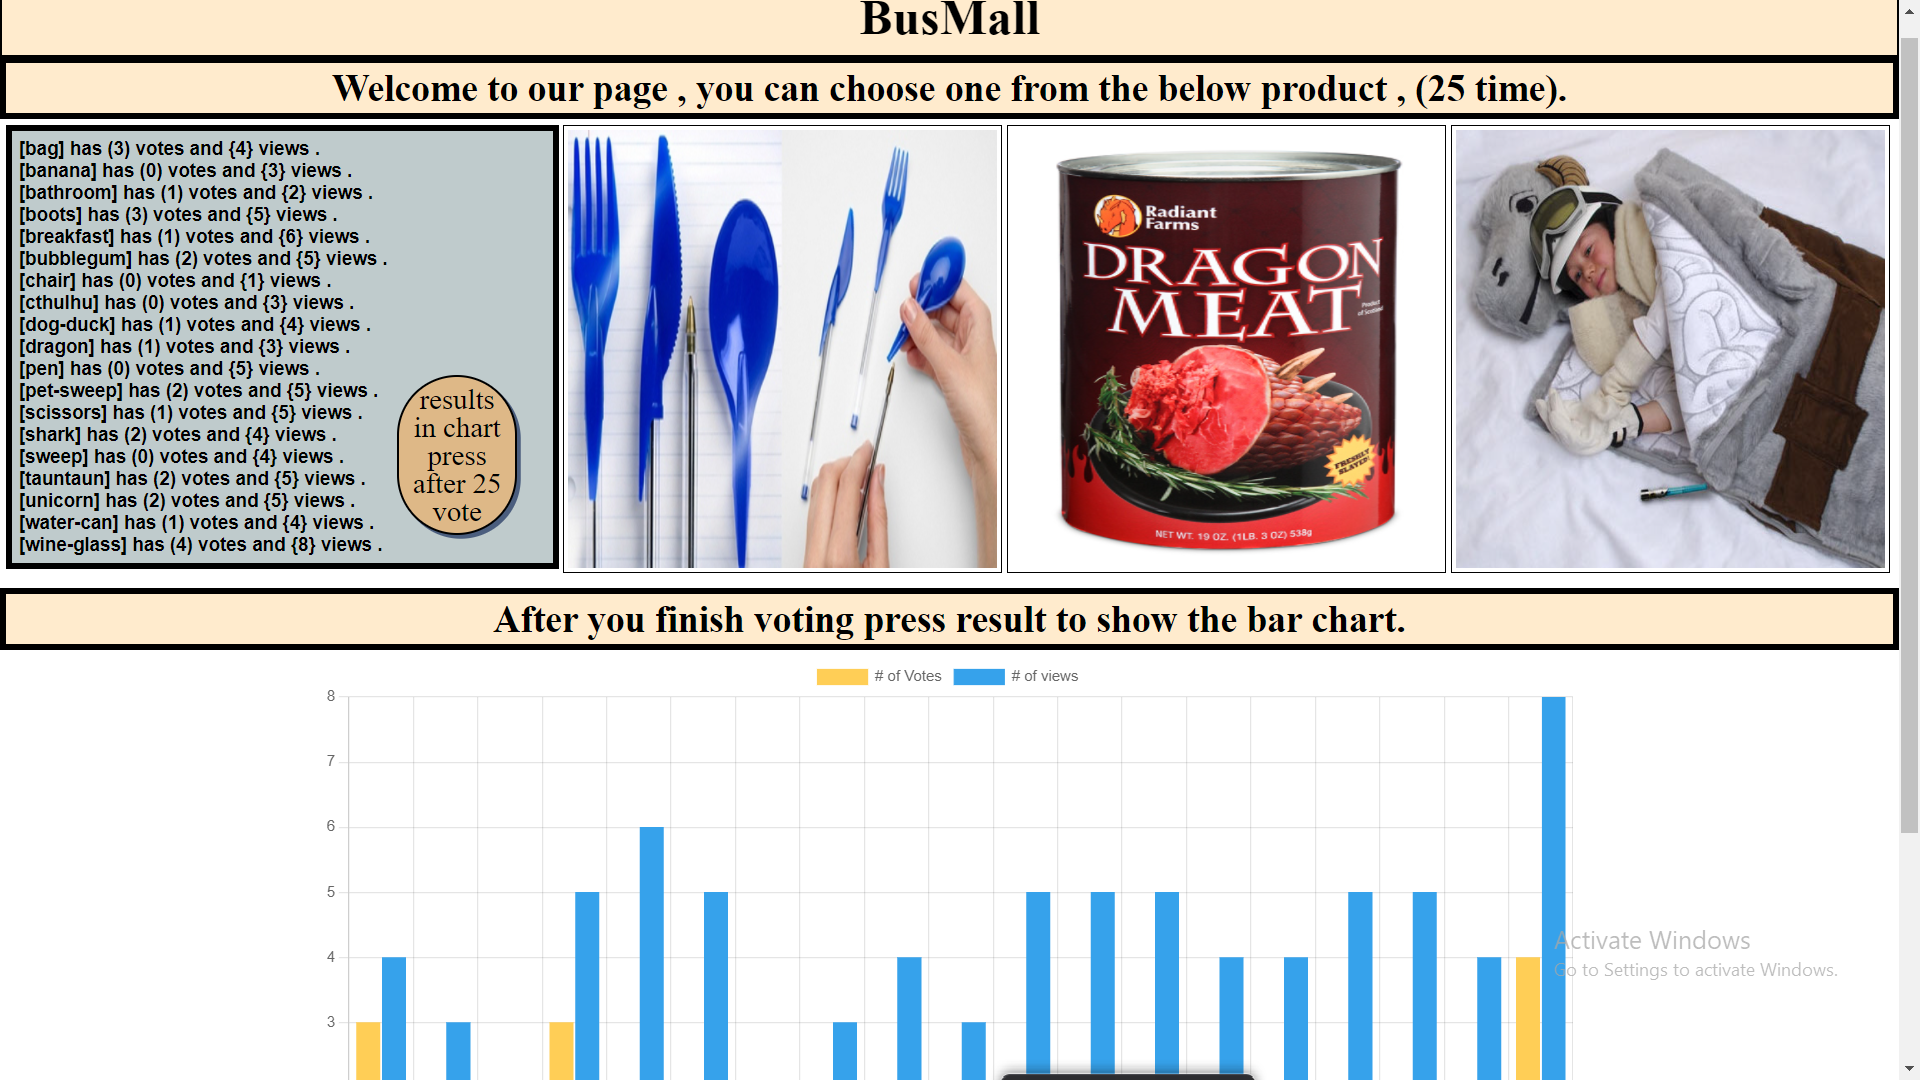 BusMall
Welcome to our page , you can choose one from the below product , (25 time).
[bag] has (3) votes and {4} views .
[banana] has (0) votes and {3} views .
[bathroom] has (1) votes and {2} views .
[boots] has (3) votes and {5} views .
[breakfast] has (1) votes and {6} views .
[bubblegum] has (2) votes and {5} views .
[chair] has (0) votes and {1} views .
[cthulhu] has (0) votes and {3} views .
[dog-duck] has (1) votes and {4} views .
[dragon] has (1) votes and {3} views .
[pen] has (0) votes and {5} views .
[pet-sweep] has (2) votes and {5} views .
[scissors] has (1) votes and {5} views .
[shark] has (2) votes and {4} views .
[sweep] has (0) votes and {4} views .
[tauntaun] has (2) votes and {5} views .
[unicorn] has (2) votes and {5} views .
[water-can] has (1) votes and {4} views .
[wine-glass] has (4) votes and {8} views .
results
in chart
press
after 25
vote
Radiant
Farms
DRAGON
MEAT
Product
of Scotland
FRESHLY
SLAYED!
NET WT. 19 OZ. (1LB. 3 OZ) 538g
After you finish voting press result to show the bar chart.
# of Votes
# of views
8
7
6
5
4
3
Activate Windows
Go to Settings to activate Windows.